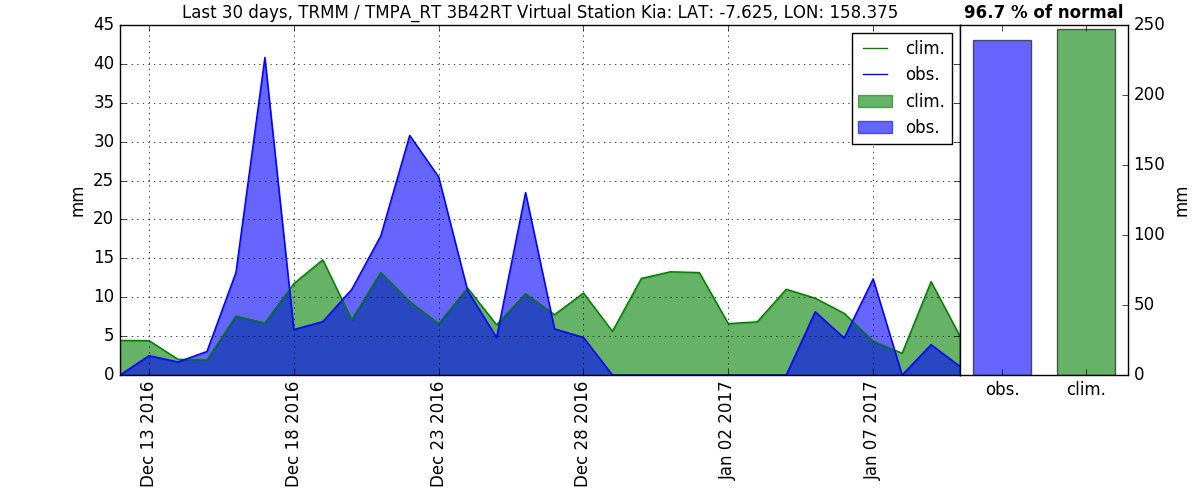 Last 30 days, TRMM / TMPA_RT 3B42RT Virtual Station Kia: LAT: -7.625, LON: 158.375
96.7 % of normal
45
40
35
30
25
20
15
10
5
0
mm
clim.
obs.
clim.
obs.
Dec 13 2016
Dec 18 2016
Dec 23 2016
Dec 28 2016
Jan 02 2017
Jan 07 2017
250
200
150
100
50
0
mm
obs.
clim.